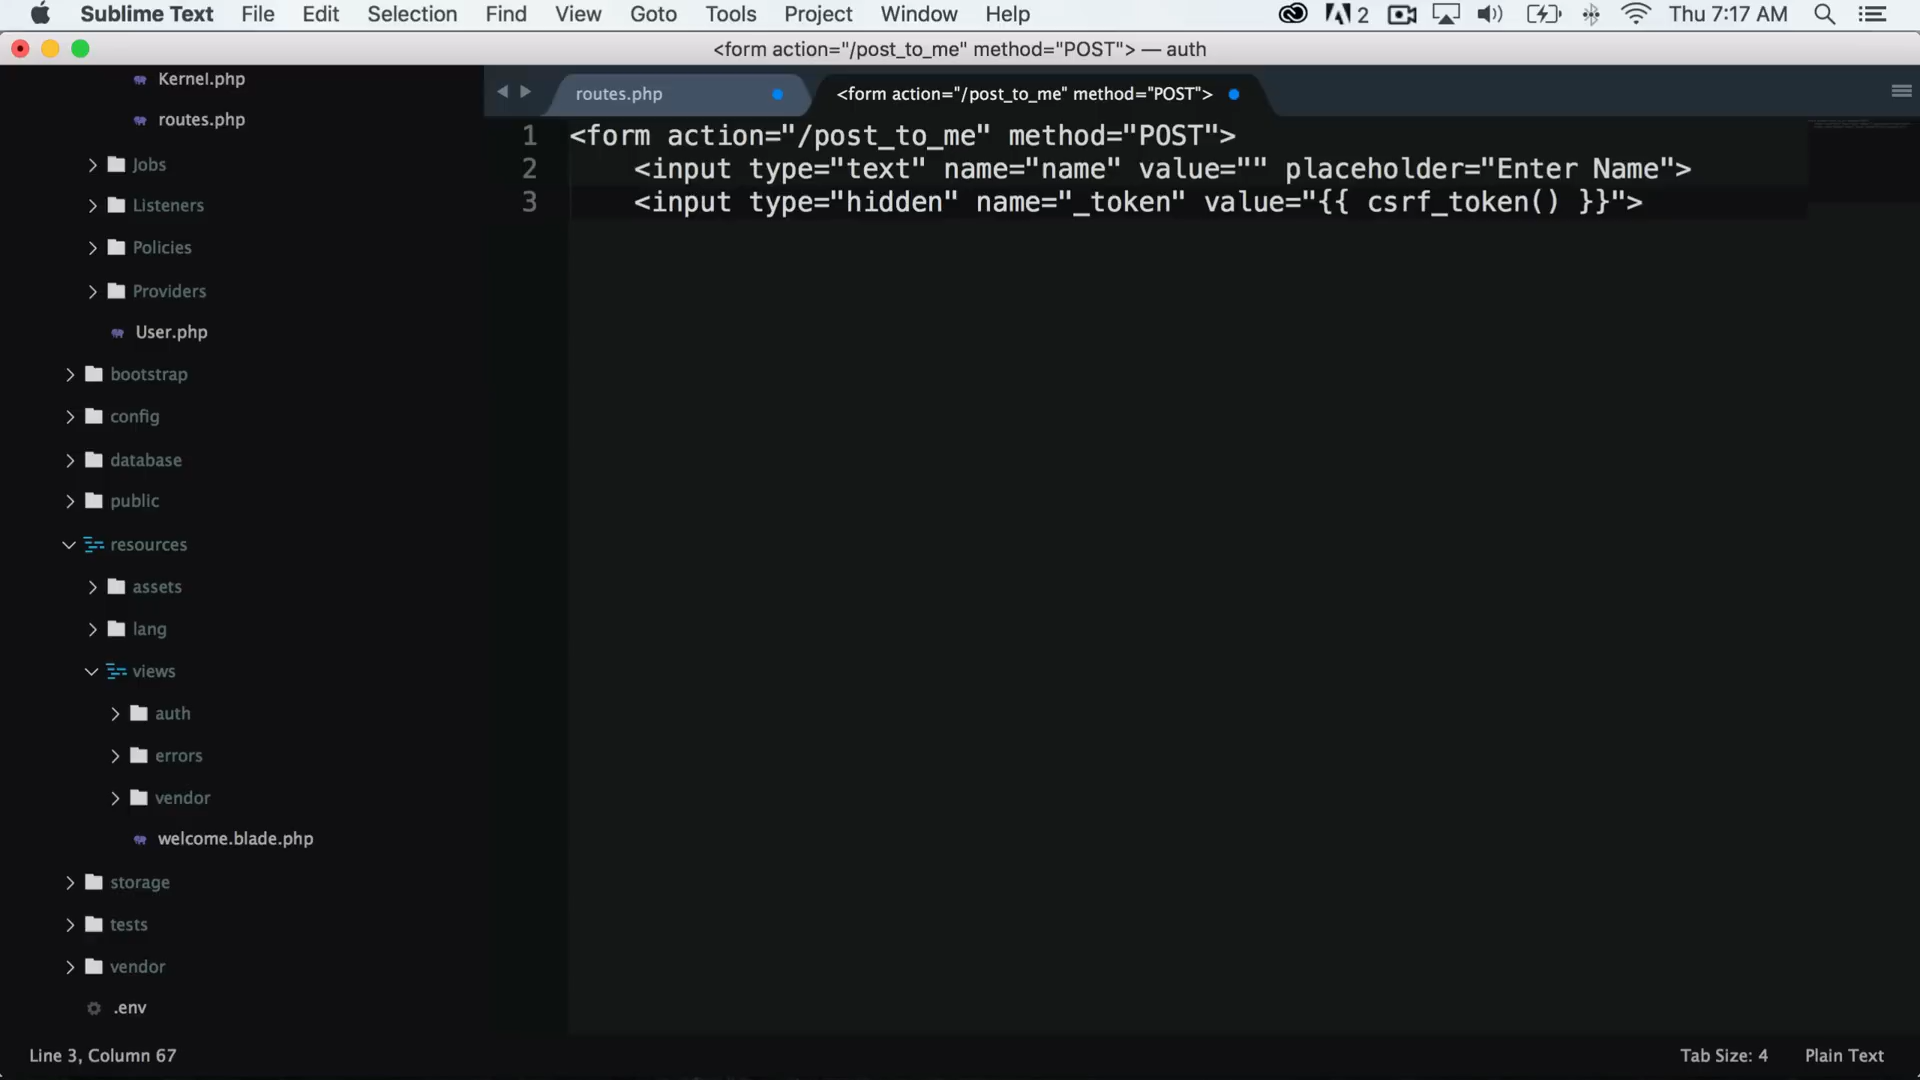 Sublime Text File Edit Selection Find View Goto Tools Project Window Help 2 Thu 7:17 AM
<form action="/post_to_me" method="POST"> — auth
Kernel.php
routes.php
Jobs
Listeners
Policies
Providers
User.php
bootstrap
config
database
public
resources
assets
lang
views
auth
errors
vendor
welcome.blade.php
storage
tests
vendor
.env
routes.php <form action="/post_to_me" method="POST">
1 <form action="/post_to_me" method="POST">
2 <input type="text" name="name" value="" placeholder="Enter Name">
3 <input type="hidden" name="_token" value="{{ csrf_token() }}">
Line 3, Column 67 Tab Size: 4 Plain Text